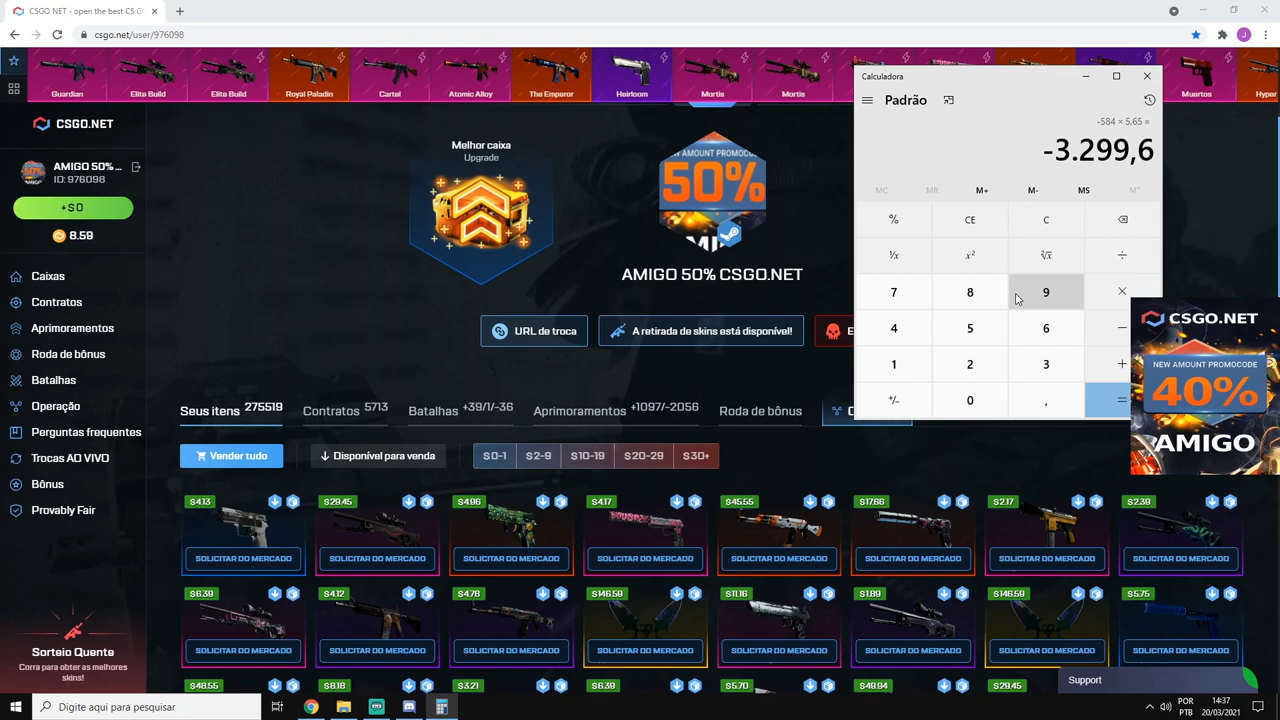 CSGO NET - open the best CS G
csgo.net/user/976098
J
Guardian
Elite Build
Elite Build
Royal Paladin
Cartel
Atomic Alloy
The Emperor
Heirloom
Mortis
Mortis
Muertos
Hyper
CSGO.NET
AMIGO 50% ...
ID: 976098
+$0
8.59
Caixas
Contratos
Aprimoramentos
Roda de bônus
Batalhas
Operação
Perguntas frequentes
Trocas AO VIVO
Bônus
Provably Fair
Sorteio Quente
Corra para obter as melhores
skins!
Melhor caixa
Upgrade
NEW AMOUNT PROMOCODE
50%
AMIGO 50% CSGO.NET
URL de troca
A retirada de skins está disponível!
Seus itens 275519
Contratos 5713
Batalhas +39/1/-36
Aprimoramentos +1097/-2056
Roda de bônus
Vender tudo
Disponível para venda
$0-1
$2-9
$10-19
$20-29
$30+
$4.13
$29.45
$4.96
$4.17
$45.55
$17.66
$2.17
$2.39
SOLICITAR DO MERCADO
SOLICITAR DO MERCADO
SOLICITAR DO MERCADO
SOLICITAR DO MERCADO
SOLICITAR DO MERCADO
SOLICITAR DO MERCADO
SOLICITAR DO MERCADO
SOLICITAR DO MERCADO
$6.39
$4.12
$4.78
$146.59
$11.16
$1.89
$146.59
$5.75
SOLICITAR DO MERCADO
SOLICITAR DO MERCADO
SOLICITAR DO MERCADO
SOLICITAR DO MERCADO
SOLICITAR DO MERCADO
SOLICITAR DO MERCADO
SOLICITAR DO MERCADO
SOLICITAR DO MERCADO
$48.55
$8.18
$3.21
$6.39
$5.70
$49.94
$29.45
Support
Calculadora
Padrão
-584 × 5,65 =
-3.299,6
MC
MR
M+
M-
MS
M˅
%
CE
C
⌫
¹/x
x²
²√x
÷
7
8
9
×
4
5
6
−
1
2
3
+
+/-
0
,
=
CSGO.NET
NEW AMOUNT PROMOCODE
40%
AMIGO
Digite aqui para pesquisar
POR
PTB
14:37
20/03/2021